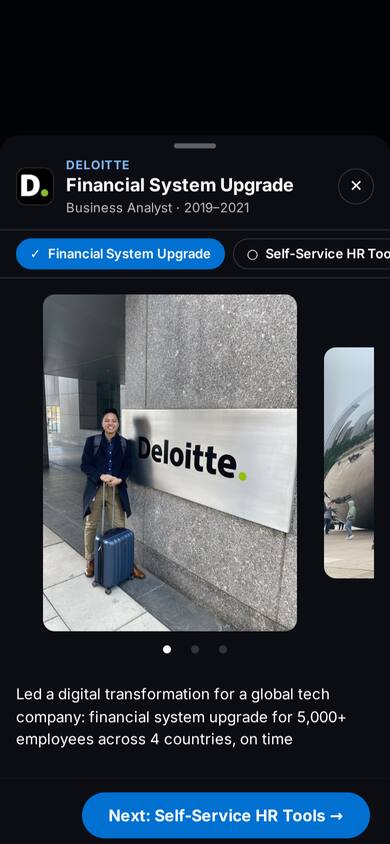 D.
DELOITTE
Financial System Upgrade
Business Analyst · 2019–2021
✓ Financial System Upgrade
Self-Service HR Too
Deloitte.
Led a digital transformation for a global tech
company: financial system upgrade for 5,000+
employees across 4 countries, on time
Next: Self-Service HR Tools →